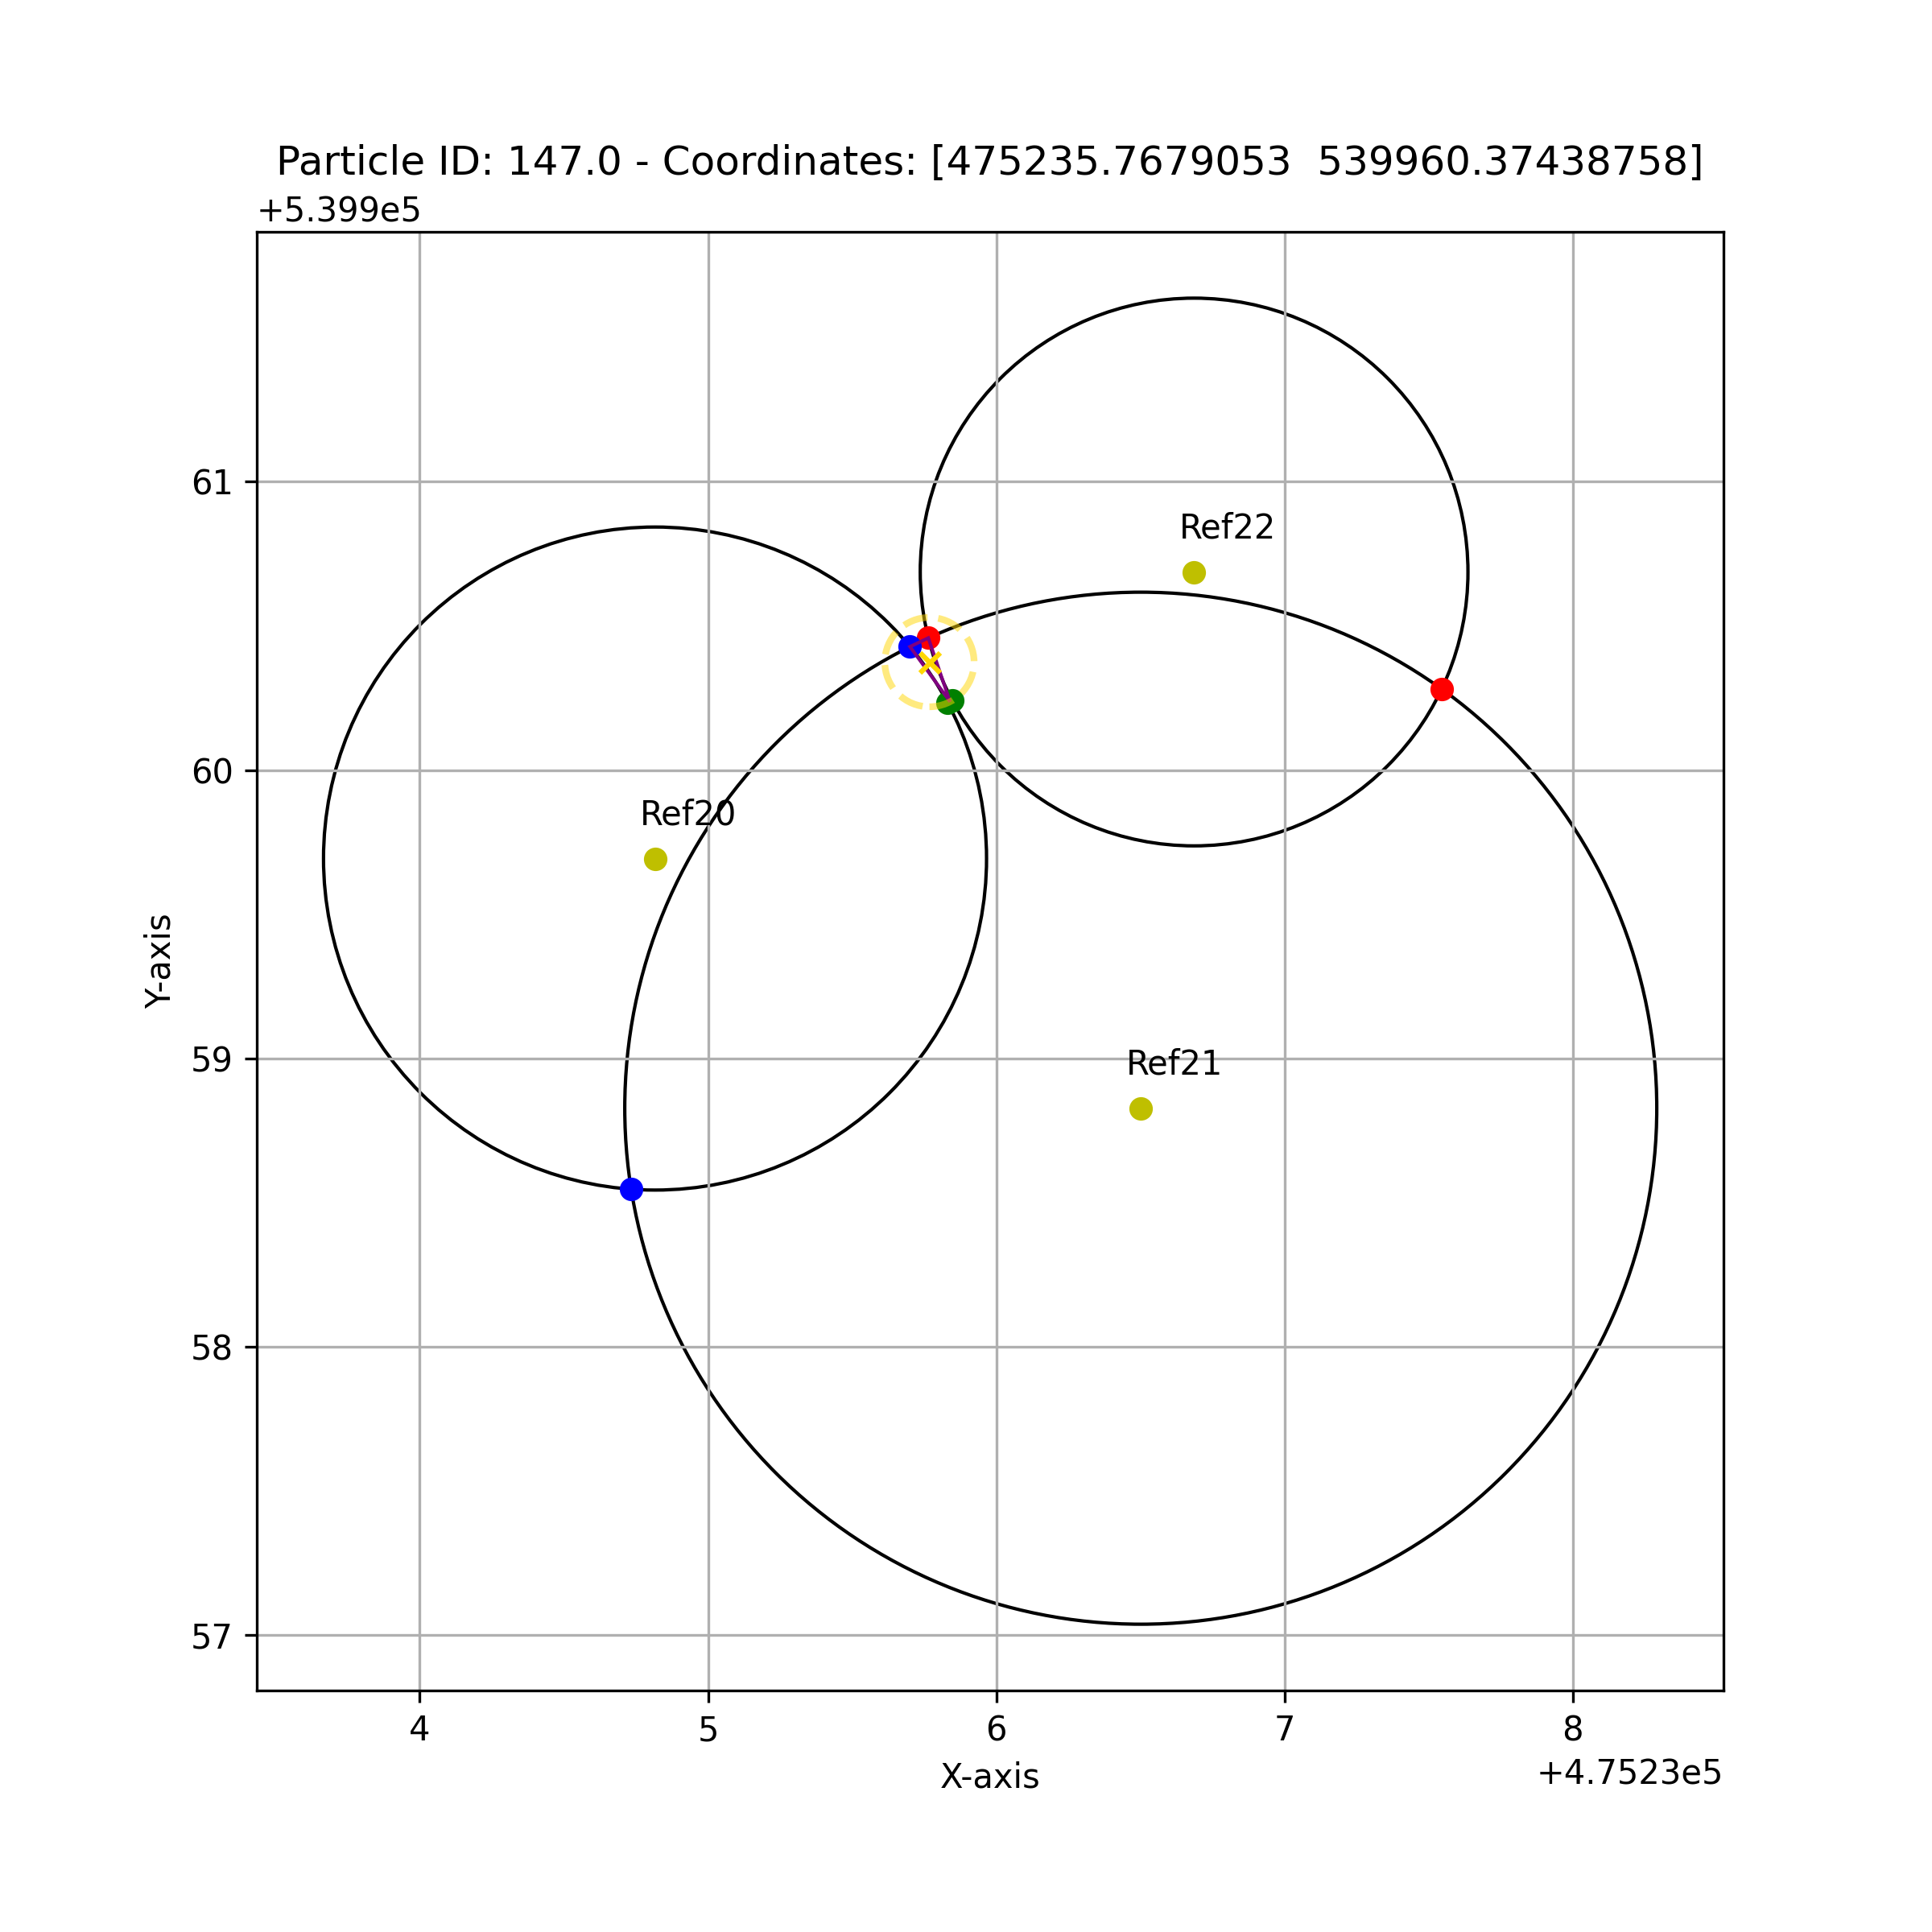 Particle ID: 147.0 - Coordinates: [475235.7679053 539960.37438758]
+5.399e5
61
60
59
58
57
Y-axis
Ref22
Ref20
Ref21
4 5 6 7 8
X-axis
+4.7523e5